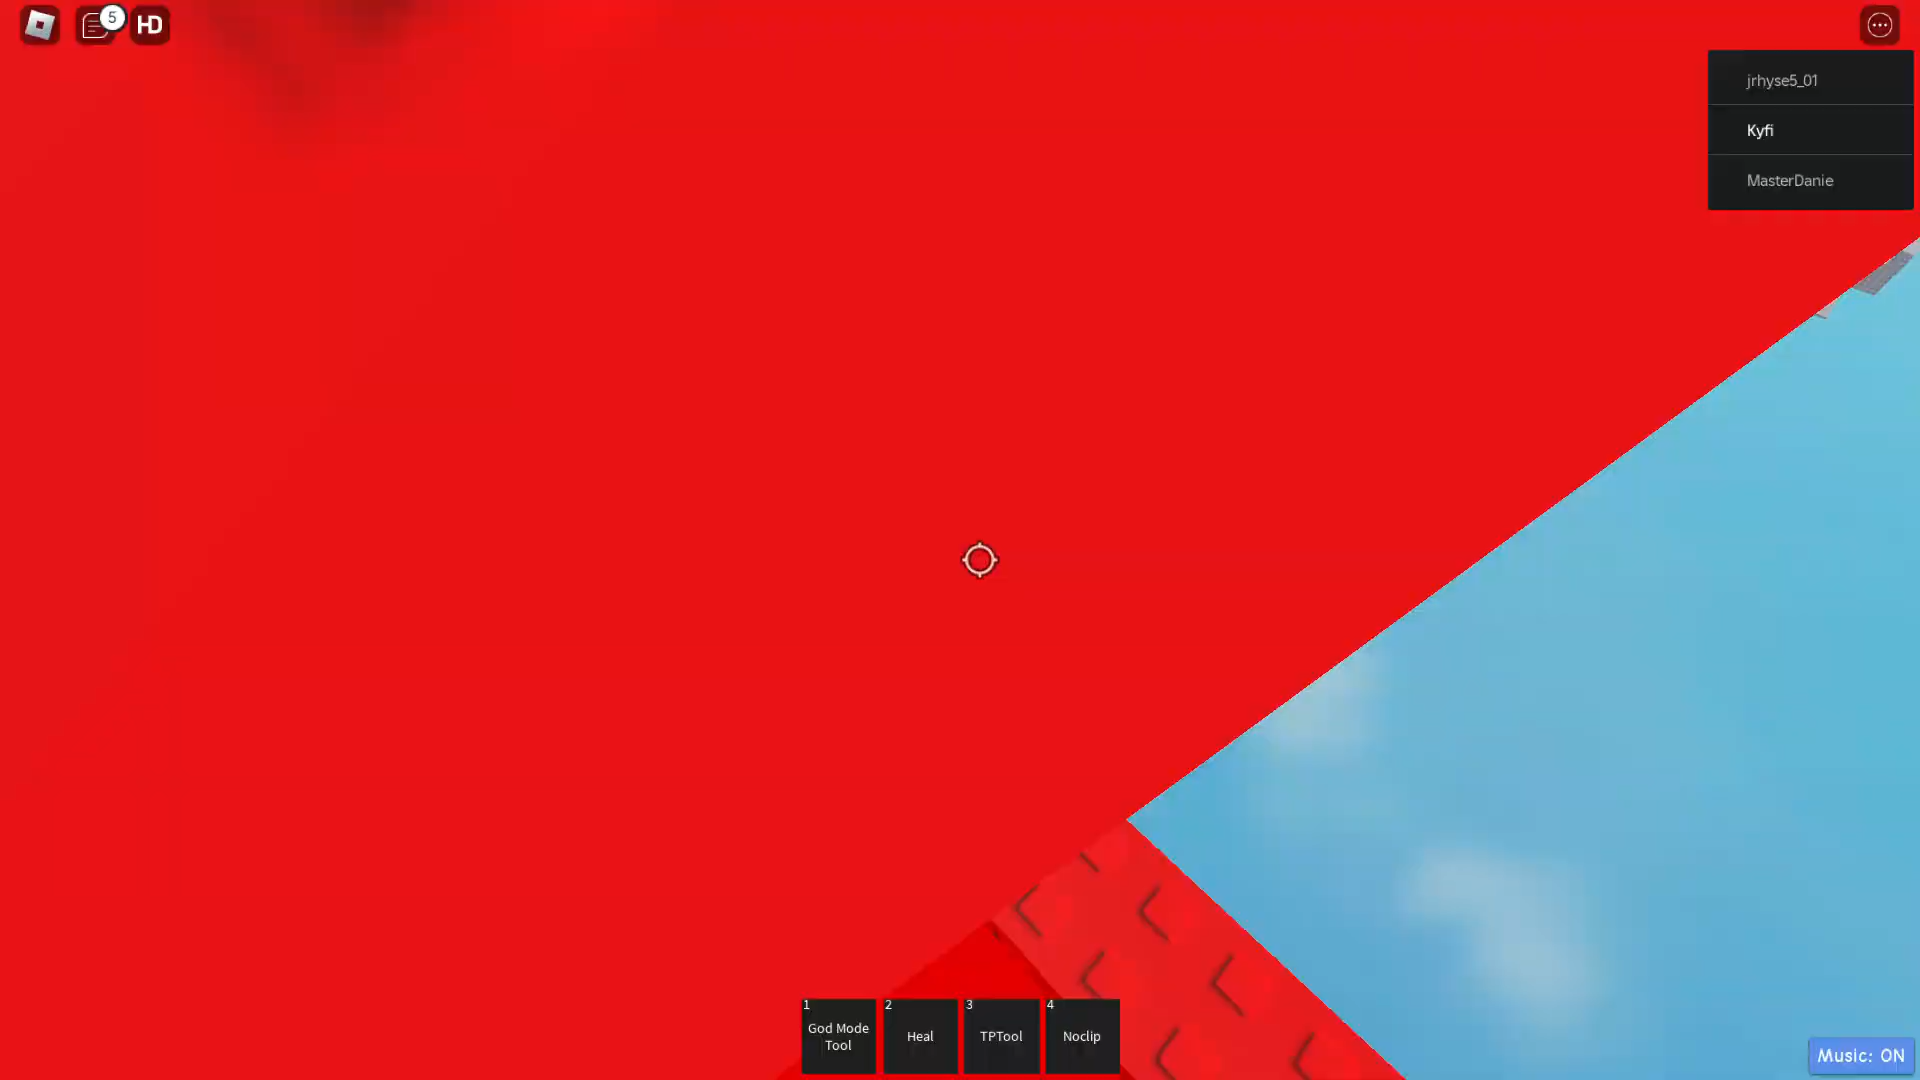 5
HD
jrhyse5_01
Kyfi
MasterDanie
1
God Mode
Tool
2
Heal
3
TPTool
4
Noclip
Music: ON